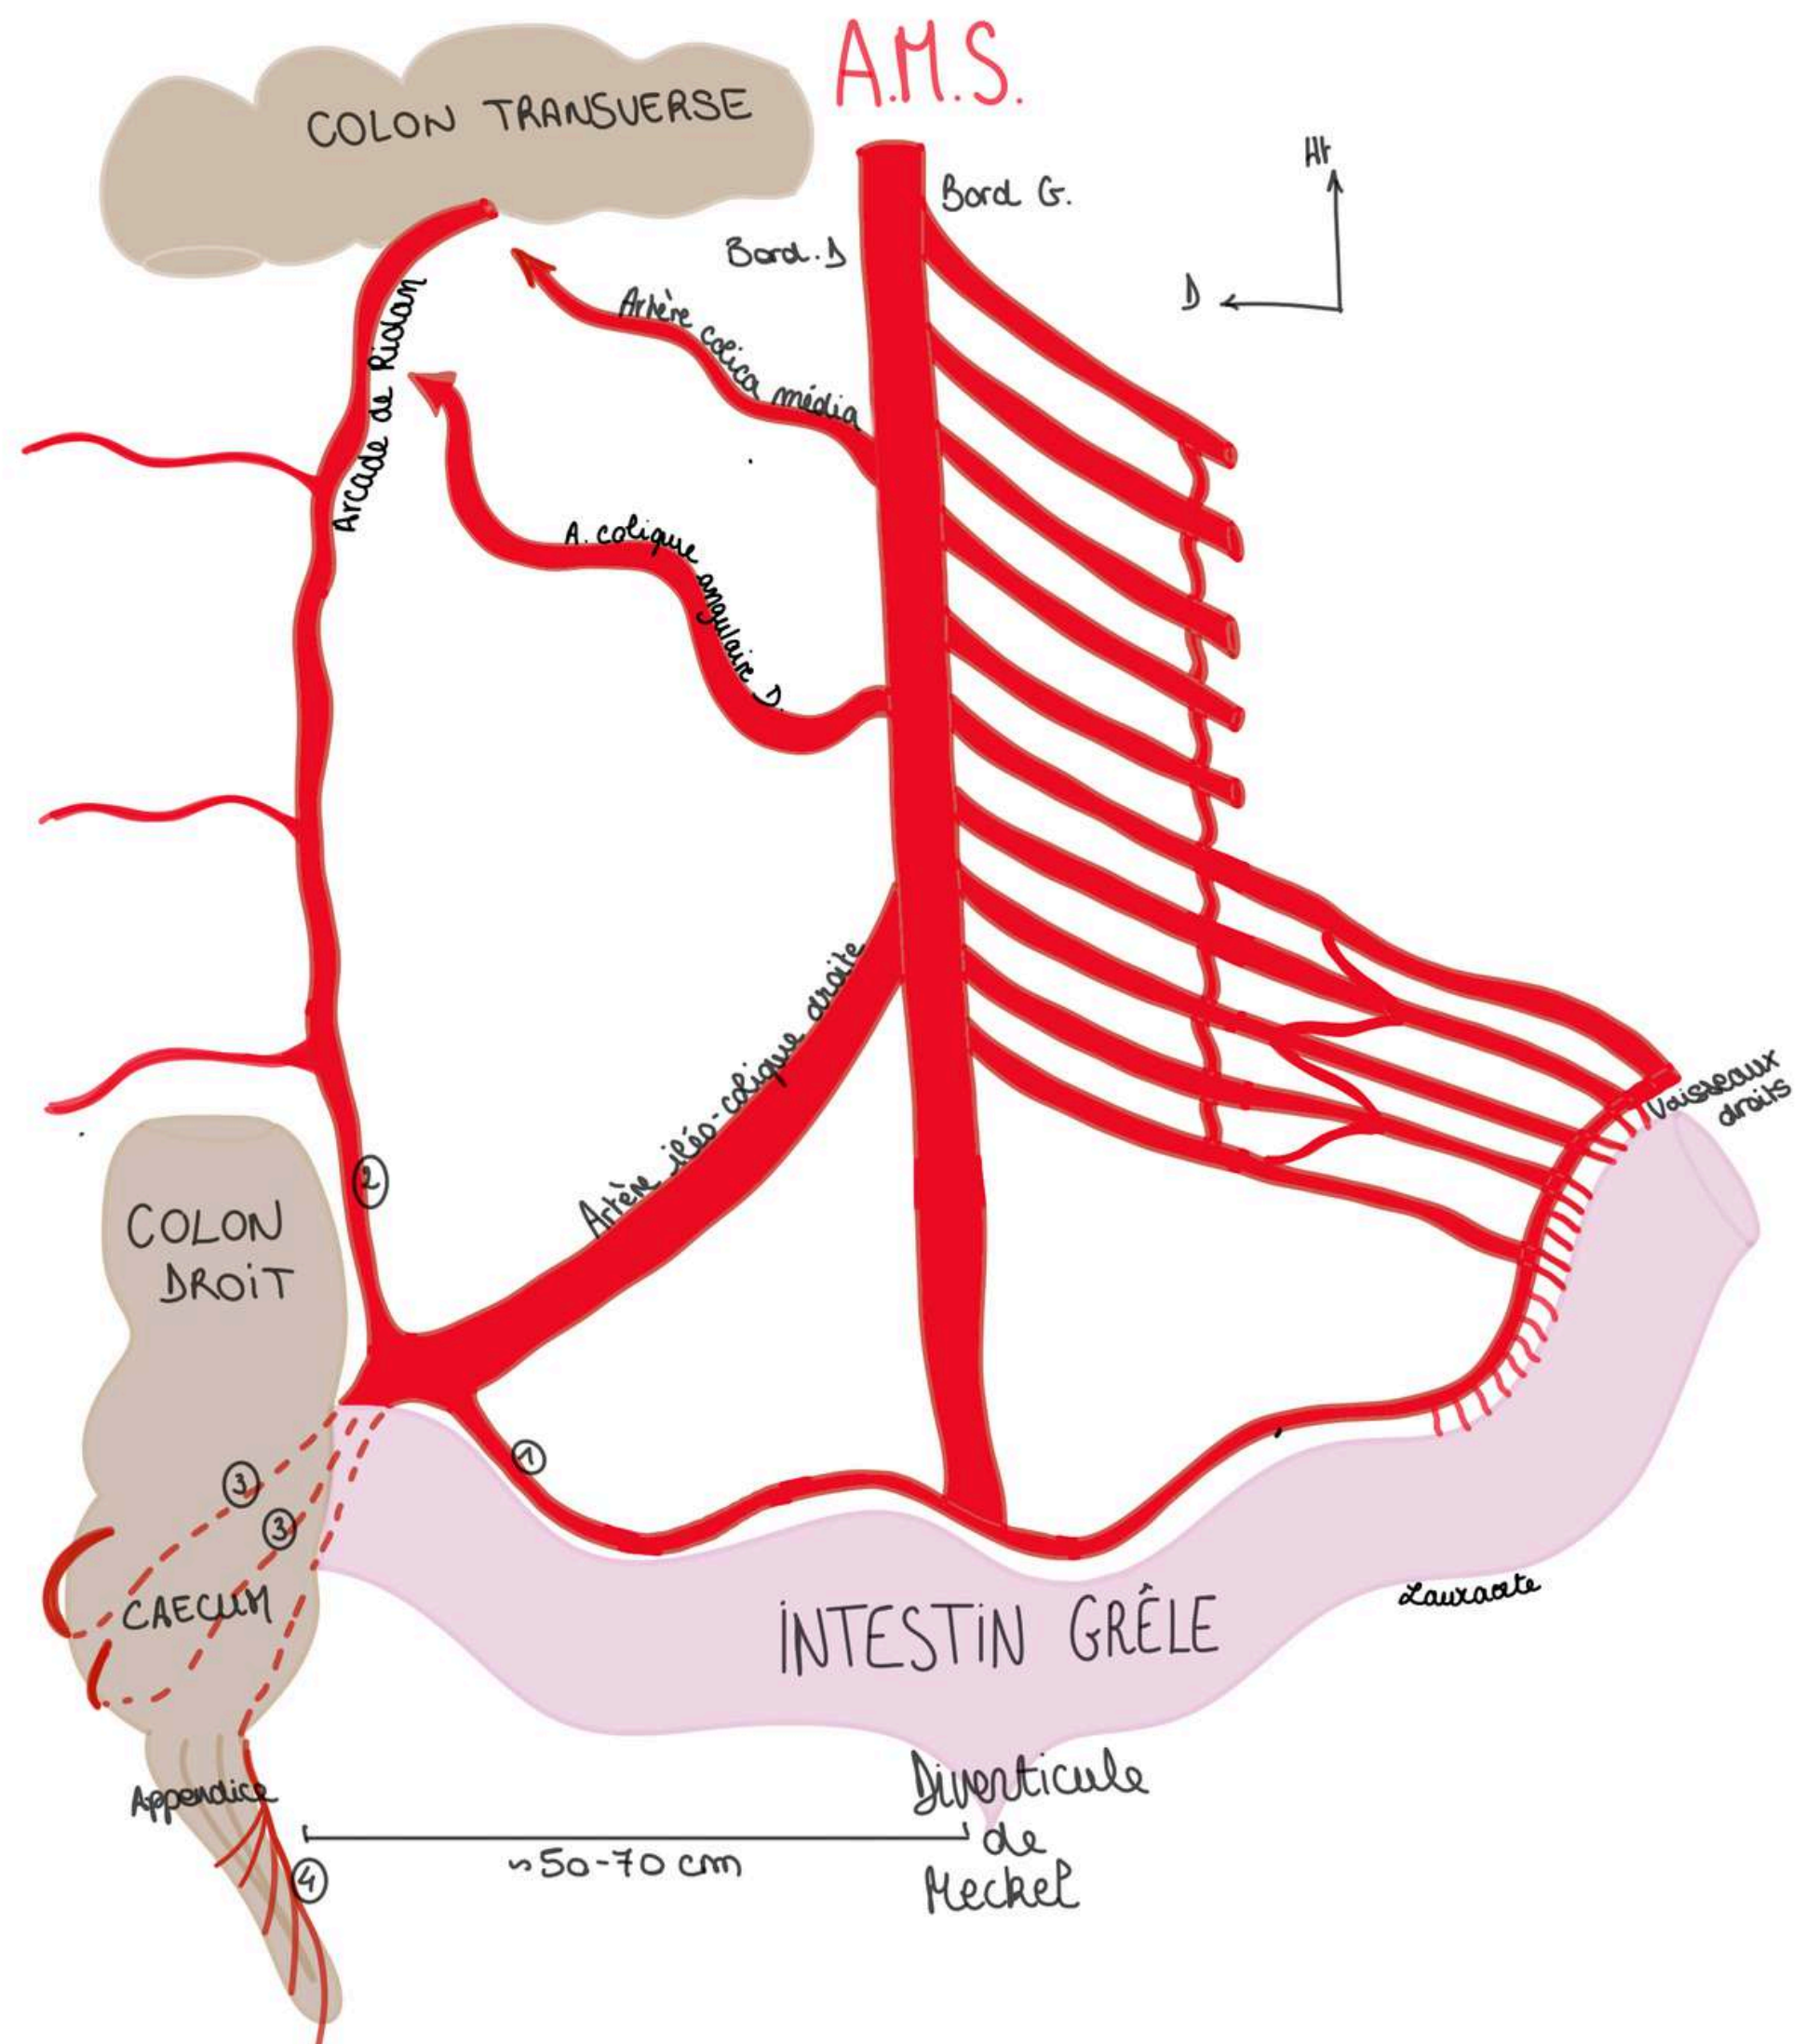 A.M.S.
COLON TRANSVERSE
Ht
Bord G.
Bord. D
D
Artère colica média
Arcade de Riolan
A. colique angulaire D.
Artère iléo-colique droite
Vaisseaux
droits
②
COLON
DROiT
①
③
③
CAECUM
iNTESTiN GRÊLE
Lauxarte
Appendice
Diverticule
de
Meckel
~50-70 cm
④